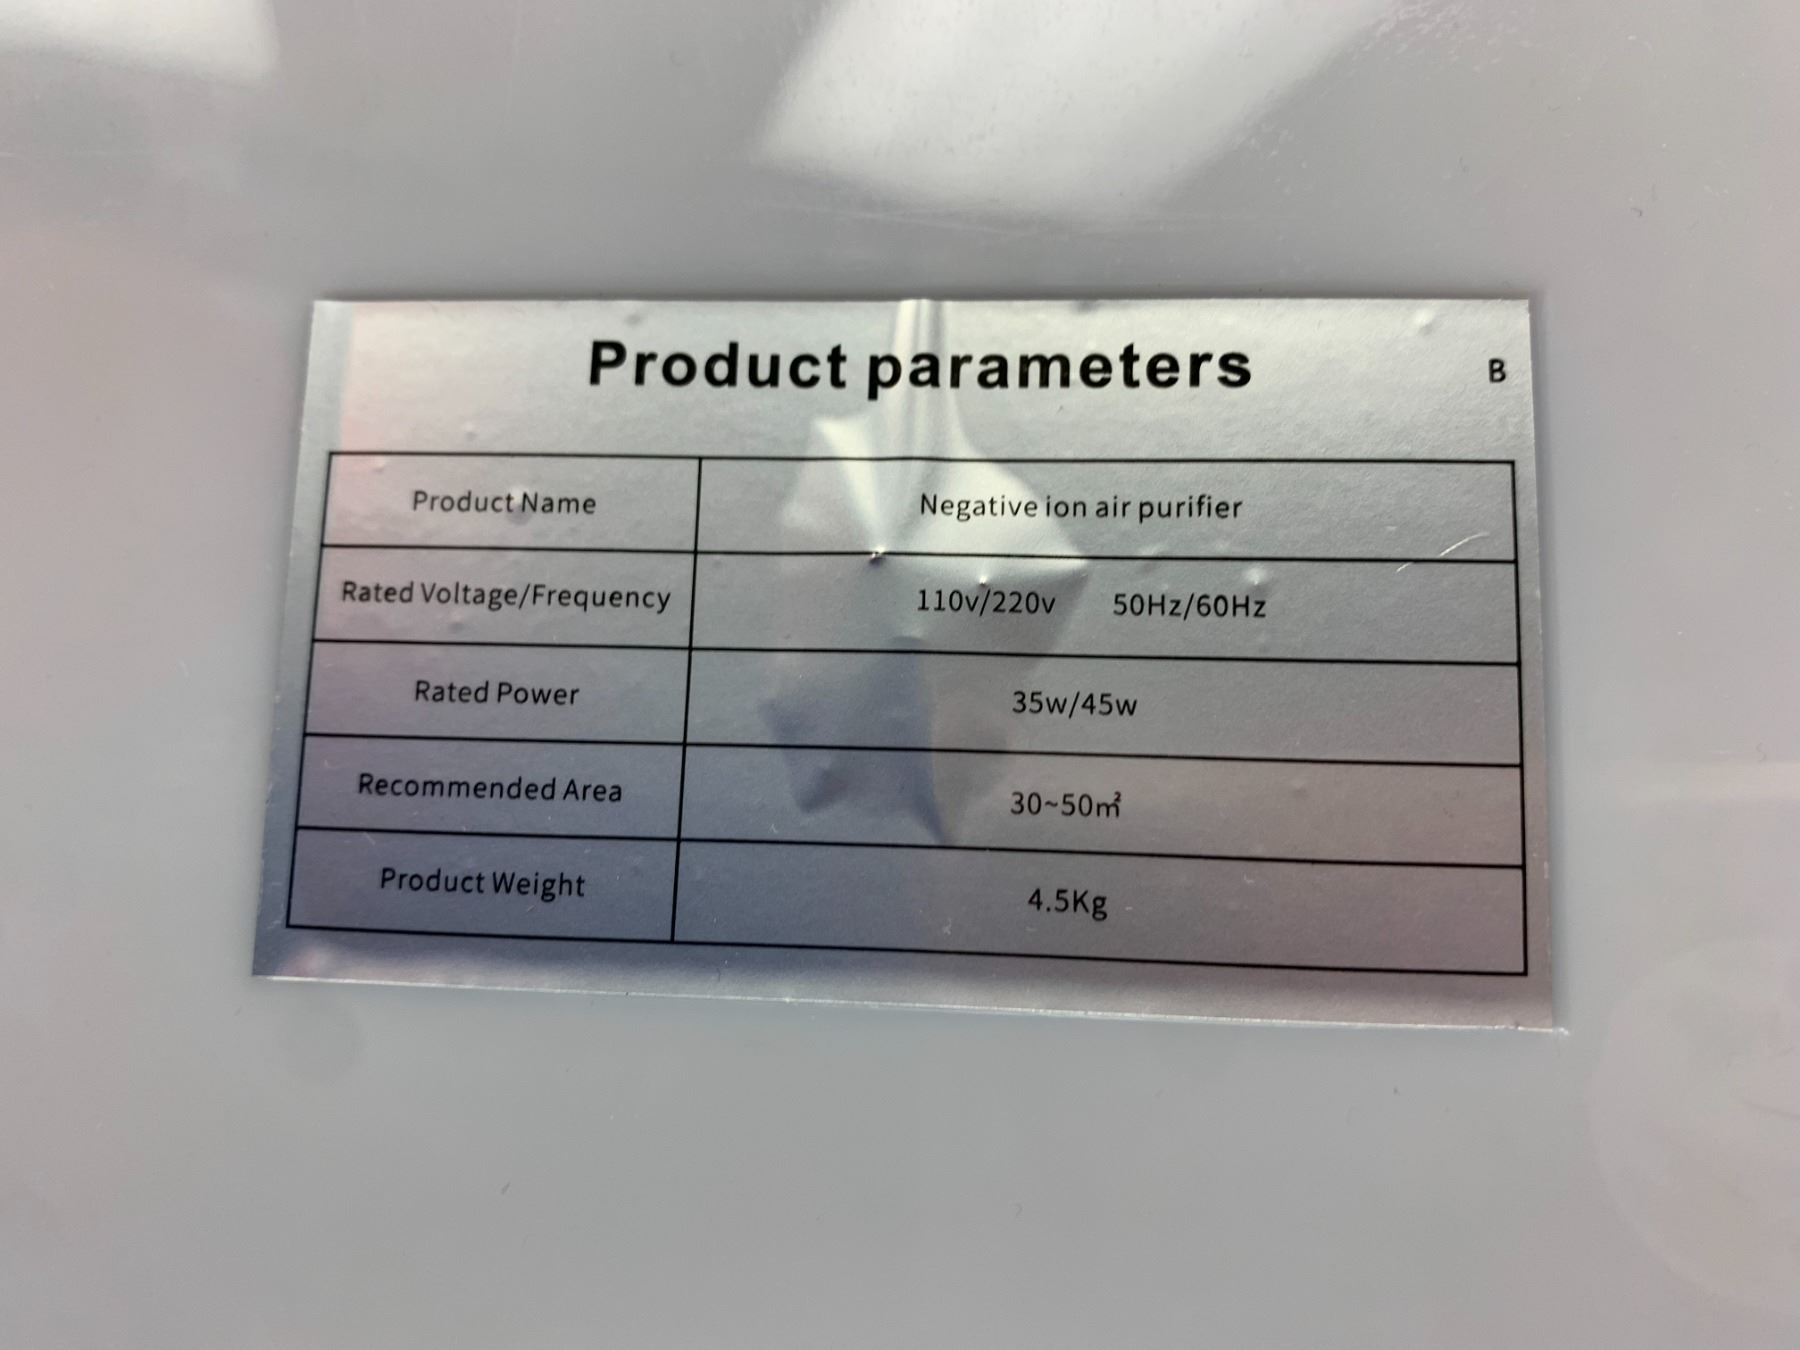 Product parameters B
Product Name Negative ion air purifier
Rated Voltage/Frequency 110v/220v 50Hz/60Hz
Rated Power 35w/45w
Recommended Area 30~50㎡
Product Weight 4.5Kg